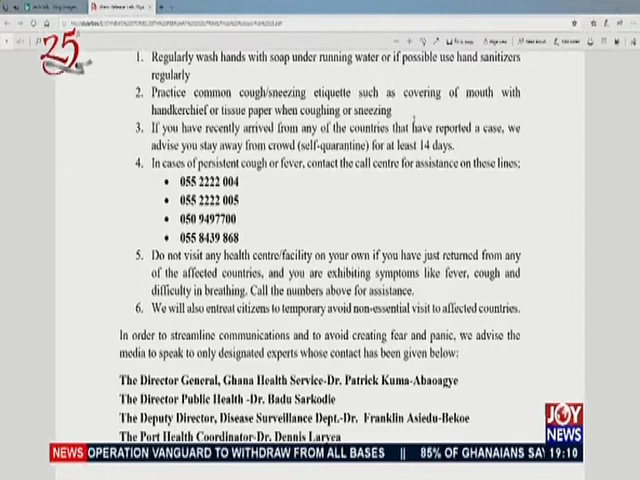 25
1. Regularly wash hands with soap under running water or if possible use hand sanitizers
regularly
2. Practice common cough/sneezing etiquette such as covering of mouth with
handkerchief or tissue paper when coughing or sneezing
3. If you have recently arrived from any of the countries that have reported a case, we
advise you stay away from crowd (self-quarantine) for at least 14 days.
4. In cases of persistent cough or fever, contact the call centre for assistance on these lines;
• 055 2222 004
• 055 2222 005
• 050 9497700
• 055 8439 868
5. Do not visit any health centre/facility on your own if you have just returned from any
of the affected countries, and you are exhibiting symptoms like fever, cough and
difficulty in breathing. Call the numbers above for assistance.
6. We will also entreat citizens to temporary avoid non-essential visit to affected countries.
In order to streamline communications and to avoid creating fear and panic, we advise the
media to speak to only designated experts whose contact has been given below:
The Director General, Ghana Health Service-Dr. Patrick Kuma-Abaogye
The Director Public Health -Dr. Badu Sarkodie
The Deputy Director, Disease Surveillance Dept.-Dr. Franklin Asiedu-Bekoe
The Port Health Coordinator-Dr. Dennis Laryea
JOY
NEWS
NEWS OPERATION VANGUARD TO WITHDRAW FROM ALL BASES || 85% OF GHANAIANS SAY 19:10